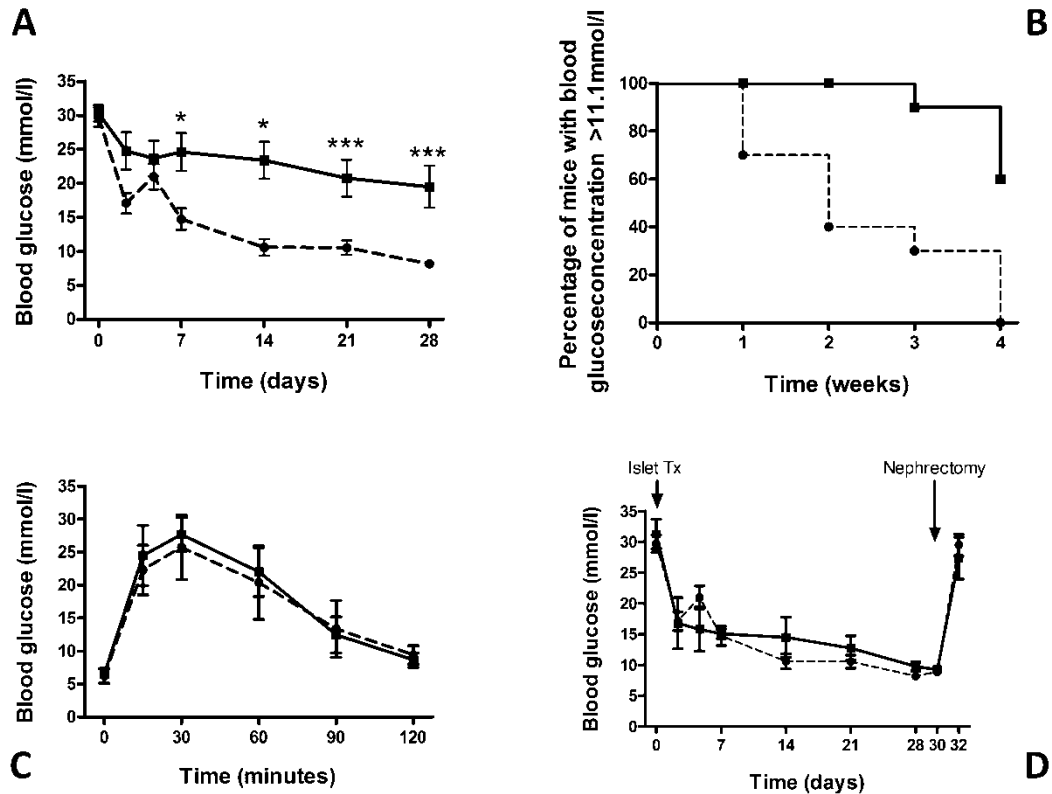 A
Blood glucose (mmol/l)
35
30
25
20
15
10
5
0
*
*
***
***
0 7 14 21 28
Time (days)
B
Percentage of mice with blood
glucoseconcentration >11.1mmol/l
100
80
60
40
20
0
0 1 2 3 4
Time (weeks)
C
Blood glucose (mmol/l)
35
30
25
20
15
10
5
0
0 30 60 90 120
Time (minutes)
D
Islet Tx
Nephrectomy
Blood glucose (mmol/l)
35
30
25
20
15
10
5
0
0 7 14 21 28 30 32
Time (days)